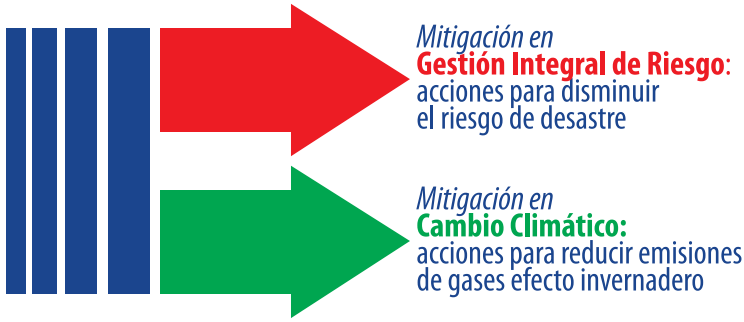 Mitigación en
Gestión Integral de Riesgo:
acciones para disminuir
el riesgo de desastre
Mitigación en
Cambio Climático:
acciones para reducir emisiones
de gases efecto invernadero